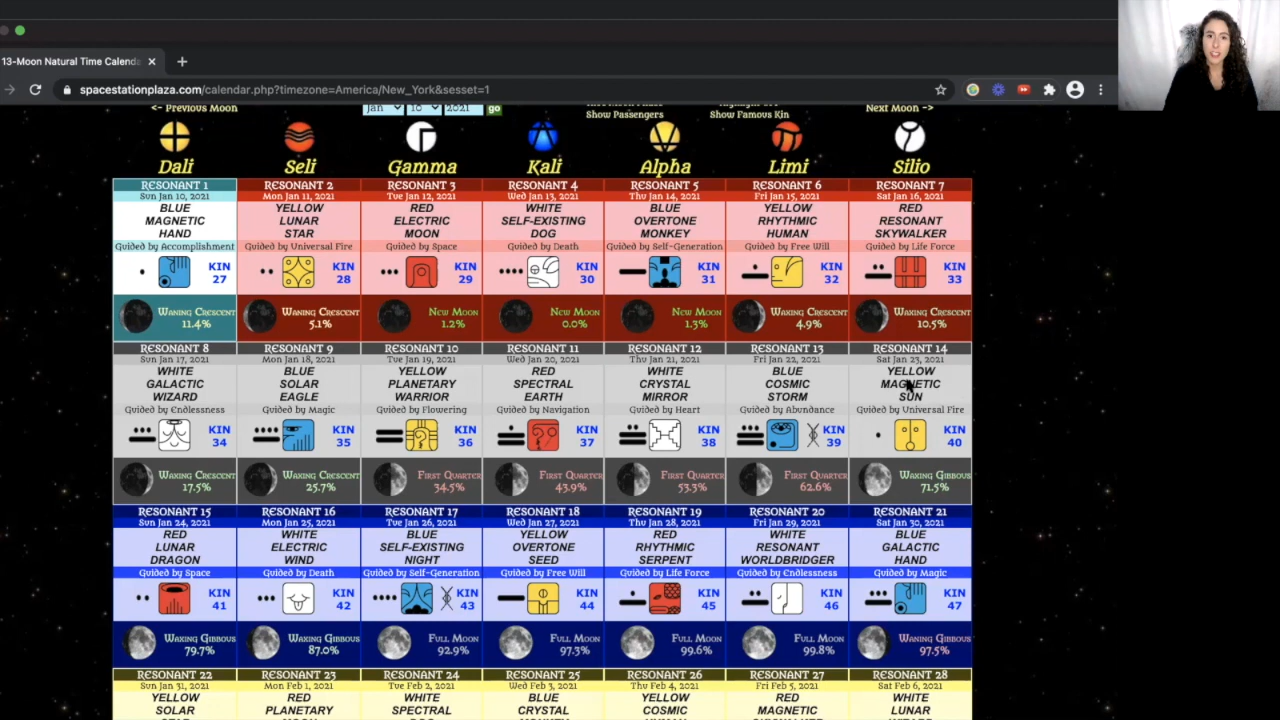 13-Moon Natural Time Calenda
spacestationplaza.com/calendar.php?timezone=America/New_York&sesset=1
<- Previous Moon
Jan 10 2021 go
Show Passengers
Show Famous Kin
Next Moon ->
Dali Seli Gamma Kali Alpha Limi Silio
RESONANT 1 RESONANT 2 RESONANT 3 RESONANT 4 RESONANT 5 RESONANT 6 RESONANT 7
Sun Jan 10, 2021 Mon Jan 11, 2021 Tue Jan 12, 2021 Wed Jan 13, 2021 Thu Jan 14, 2021 Fri Jan 15, 2021 Sat Jan 16, 2021
BLUE YELLOW RED WHITE BLUE YELLOW RED
MAGNETIC LUNAR ELECTRIC SELF-EXISTING OVERTONE RHYTHMIC RESONANT
HAND STAR MOON DOG MONKEY HUMAN SKYWALKER
Guided by Accomplishment Guided by Universal Fire Guided by Space Guided by Death Guided by Self-Generation Guided by Free Will Guided by Life Force
KIN KIN KIN KIN KIN KIN KIN
27 28 29 30 31 32 33
Waning Crescent Waning Crescent New Moon New Moon New Moon Waxing Crescent Waxing Crescent
11.4% 5.1% 1.2% 0.0% 1.3% 4.9% 10.5%
RESONANT 8 RESONANT 9 RESONANT 10 RESONANT 11 RESONANT 12 RESONANT 13 RESONANT 14
Sun Jan 17, 2021 Mon Jan 18, 2021 Tue Jan 19, 2021 Wed Jan 20, 2021 Thu Jan 21, 2021 Fri Jan 22, 2021 Sat Jan 23, 2021
WHITE BLUE YELLOW RED WHITE BLUE YELLOW
GALACTIC SOLAR PLANETARY SPECTRAL CRYSTAL COSMIC MAGNETIC
WIZARD EAGLE WARRIOR EARTH MIRROR STORM SUN
Guided by Endlessness Guided by Magic Guided by Flowering Guided by Navigation Guided by Heart Guided by Abundance Guided by Universal Fire
KIN KIN KIN KIN KIN KIN KIN
34 35 36 37 38 39 40
Waxing Crescent Waxing Crescent First Quarter First Quarter First Quarter First Quarter Waxing Gibbous
17.5% 25.7% 34.5% 43.9% 53.3% 62.6% 71.5%
RESONANT 15 RESONANT 16 RESONANT 17 RESONANT 18 RESONANT 19 RESONANT 20 RESONANT 21
Sun Jan 24, 2021 Mon Jan 25, 2021 Tue Jan 26, 2021 Wed Jan 27, 2021 Thu Jan 28, 2021 Fri Jan 29, 2021 Sat Jan 30, 2021
RED WHITE BLUE YELLOW RED WHITE BLUE
LUNAR ELECTRIC SELF-EXISTING OVERTONE RHYTHMIC RESONANT GALACTIC
DRAGON WIND NIGHT SEED SERPENT WORLDBRIDGER HAND
Guided by Space Guided by Death Guided by Self-Generation Guided by Free Will Guided by Life Force Guided by Endlessness Guided by Magic
KIN KIN KIN KIN KIN KIN KIN
41 42 43 44 45 46 47
Waxing Gibbous Waxing Gibbous Full Moon Full Moon Full Moon Full Moon Waning Gibbous
79.7% 87.0% 92.9% 97.3% 99.6% 99.8% 97.5%
RESONANT 22 RESONANT 23 RESONANT 24 RESONANT 25 RESONANT 26 RESONANT 27 RESONANT 28
Sun Jan 31, 2021 Mon Feb 1, 2021 Tue Feb 2, 2021 Wed Feb 3, 2021 Thu Feb 4, 2021 Fri Feb 5, 2021 Sat Feb 6, 2021
YELLOW RED WHITE BLUE YELLOW RED WHITE
SOLAR PLANETARY SPECTRAL CRYSTAL COSMIC MAGNETIC LUNAR